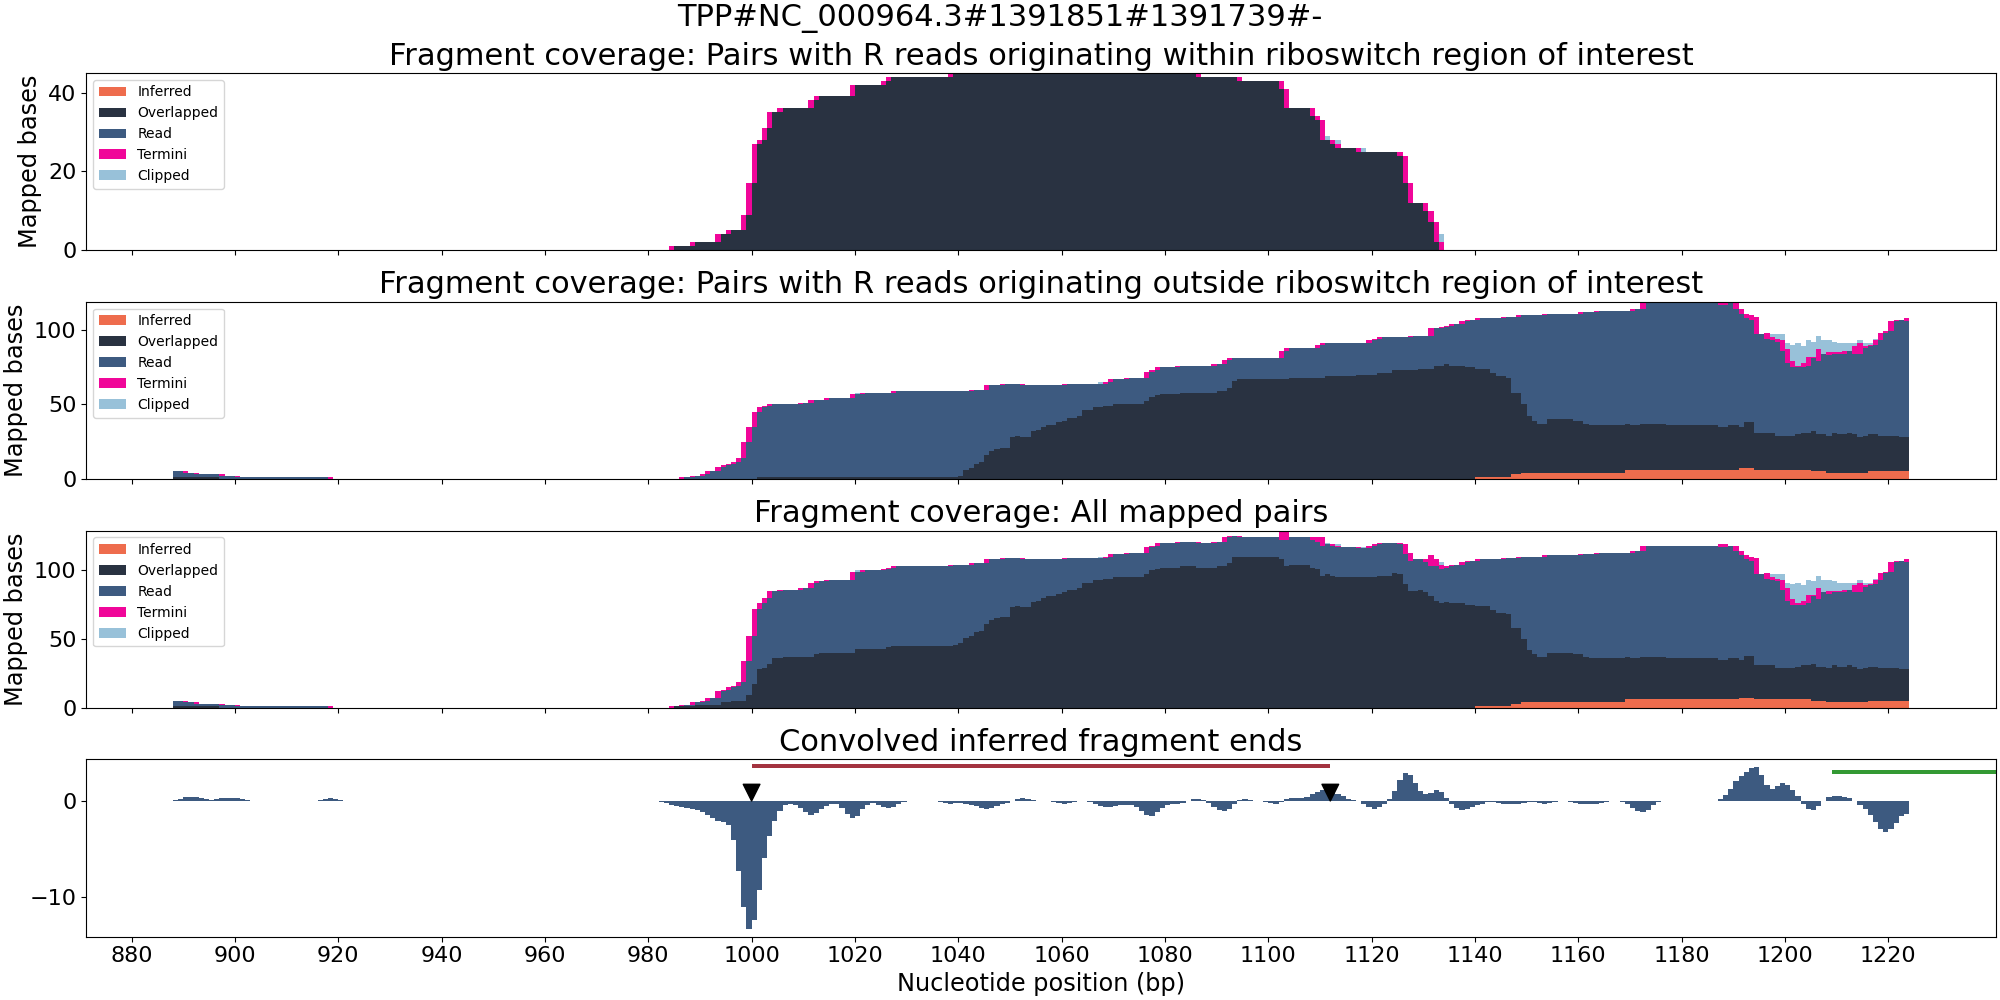 TPP#NC_000964.3#1391851#1391739#-
Fragment coverage: Pairs with R reads originating within riboswitch region of interest
Mapped bases
40
20
0
Inferred
Overlapped
Read
Termini
Clipped
Fragment coverage: Pairs with R reads originating outside riboswitch region of interest
Mapped bases
100
50
0
Inferred
Overlapped
Read
Termini
Clipped
Fragment coverage: All mapped pairs
Mapped bases
100
50
0
Inferred
Overlapped
Read
Termini
Clipped
Convolved inferred fragment ends
0
−10
880 900 920 940 960 980 1000 1020 1040 1060 1080 1100 1120 1140 1160 1180 1200 1220
Nucleotide position (bp)